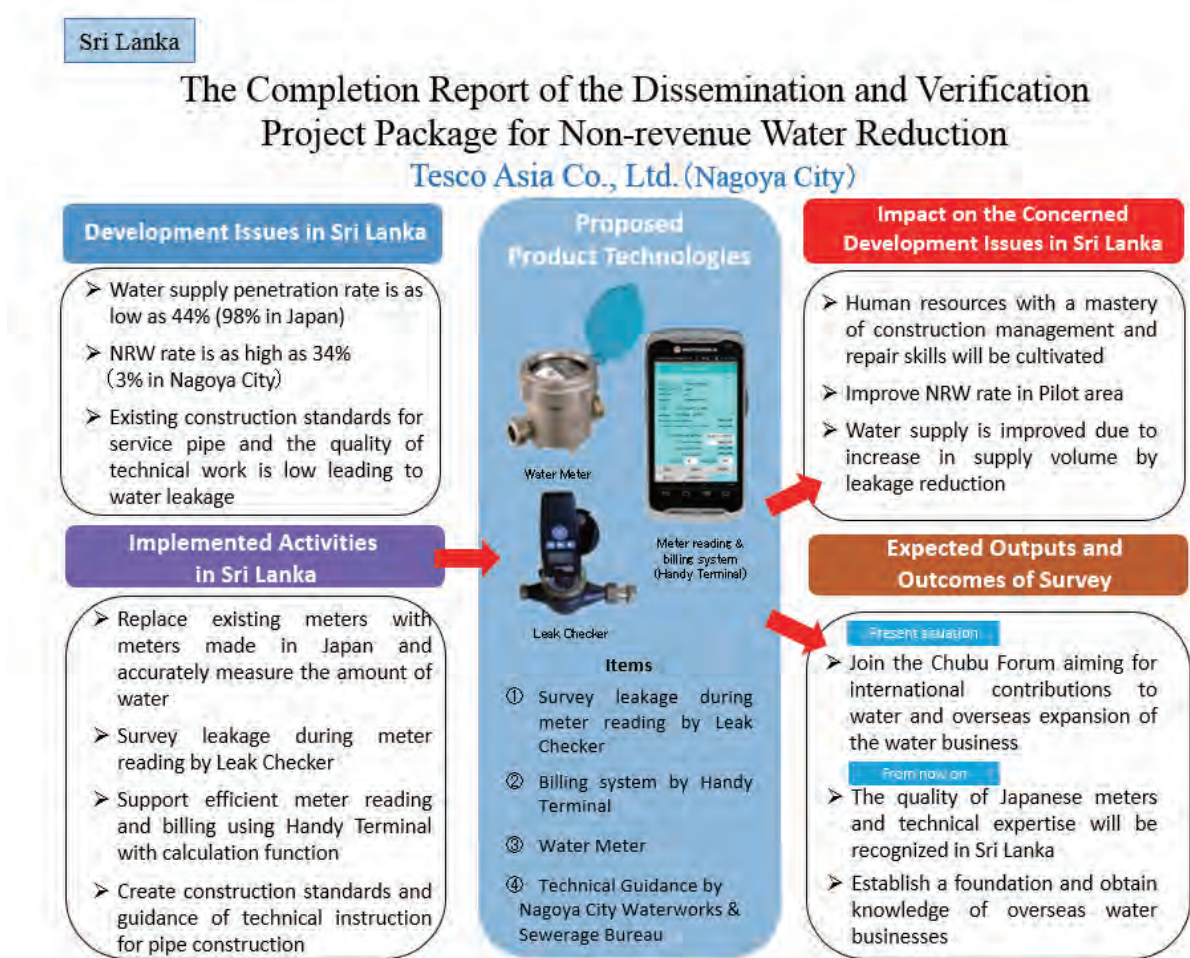 Sri Lanka
The Completion Report of the Dissemination and Verification
Project Package for Non-revenue Water Reduction
Tesco Asia Co., Ltd.(Nagoya City)
Development Issues in Sri Lanka
➢ Water supply penetration rate is as
low as 44% (98% in Japan)
➢ NRW rate is as high as 34%
(3% in Nagoya City)
➢ Existing construction standards for
service pipe and the quality of
technical work is low leading to
water leakage
Implemented Activities
in Sri Lanka
➢ Replace existing meters with
meters made in Japan and
accurately measure the amount of
water
➢ Survey leakage during meter
reading by Leak Checker
➢ Support efficient meter reading
and billing using Handy Terminal
with calculation function
➢ Create construction standards and
guidance of technical instruction
for pipe construction
Proposed
Product Technologies
Water Meter
MOTOROLA
Meter reading &
billing system
(Handy Terminal)
Leak Checker
Items
① Survey leakage during
meter reading by Leak
Checker
② Billing system by Handy
Terminal
③ Water Meter
④ Technical Guidance by
Nagoya City Waterworks &
Sewerage Bureau
Impact on the Concerned
Development Issues in Sri Lanka
➢ Human resources with a mastery
of construction management and
repair skills will be cultivated
➢ Improve NRW rate in Pilot area
➢ Water supply is improved due to
increase in supply volume by
leakage reduction
Expected Outputs and
Outcomes of Survey
Present situation
➢ Join the Chubu Forum aiming for
international contributions to
water and overseas expansion of
the water business
From now on
➢ The quality of Japanese meters
and technical expertise will be
recognized in Sri Lanka
➢ Establish a foundation and obtain
knowledge of overseas water
businesses